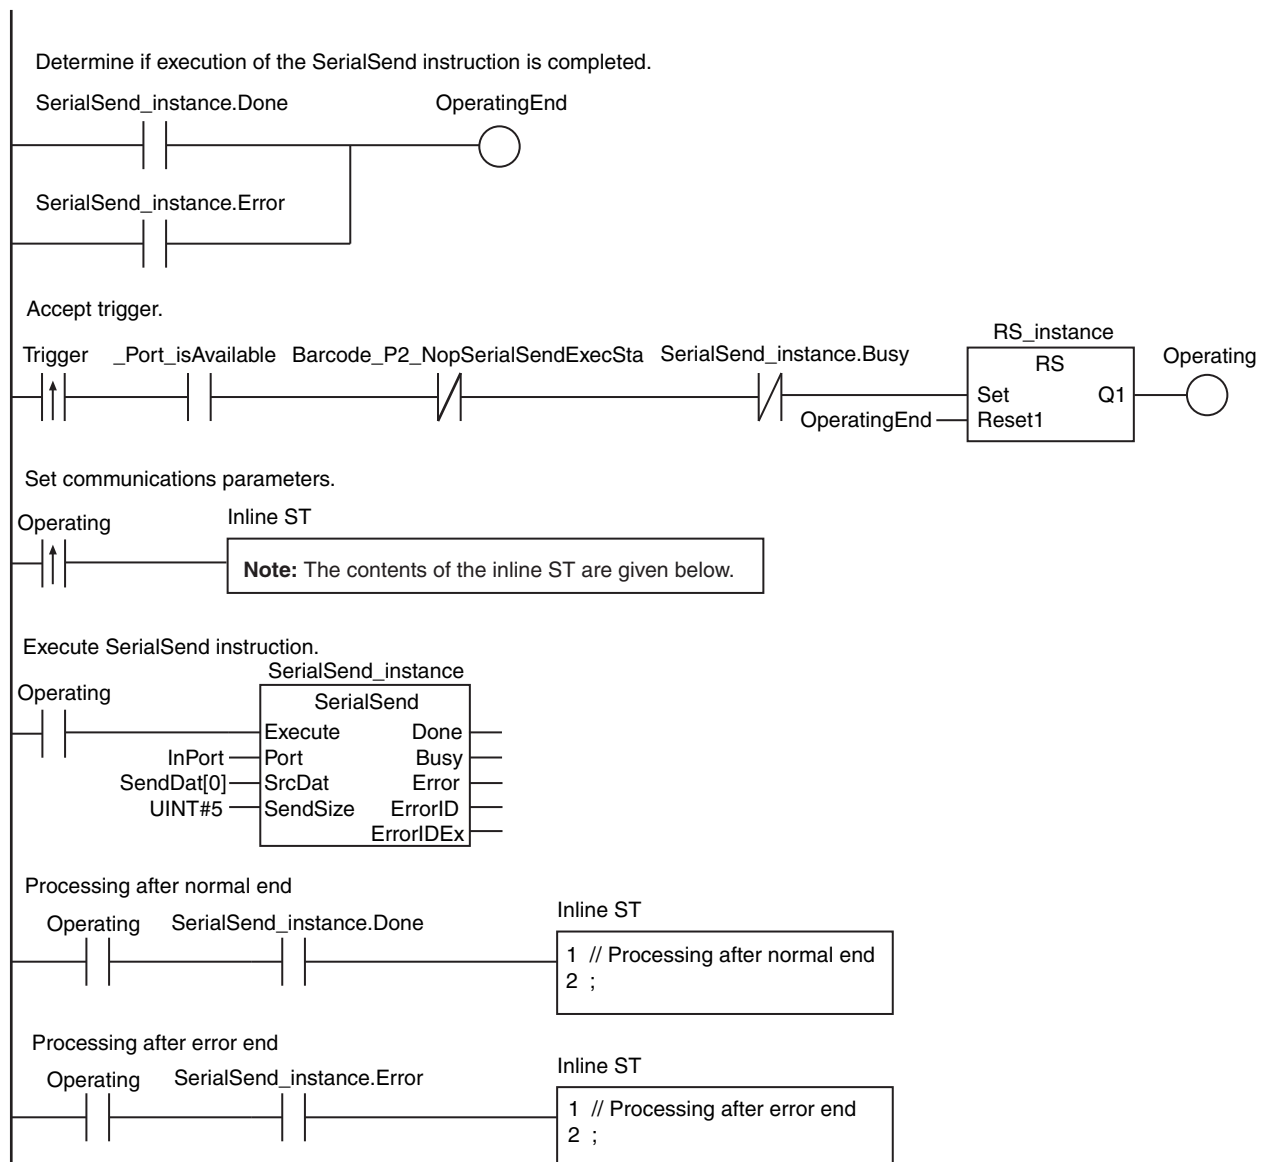 Determine if execution of the SerialSend instruction is completed.
SerialSend_instance.Done OperatingEnd
SerialSend_instance.Error
Accept trigger.
RS_instance
Trigger _Port_isAvailable Barcode_P2_NopSerialSendExecSta SerialSend_instance.Busy RS Operating
Set Q1
OperatingEnd Reset1
Set communications parameters.
Operating Inline ST
Note: The contents of the inline ST are given below.
Execute SerialSend instruction.
SerialSend_instance
Operating SerialSend
Execute Done
InPort Port Busy
SendDat[0] SrcDat Error
UINT#5 SendSize ErrorID
ErrorIDEx
Processing after normal end
Operating SerialSend_instance.Done Inline ST
1 // Processing after normal end
2 ;
Processing after error end
Operating SerialSend_instance.Error Inline ST
1 // Processing after error end
2 ;